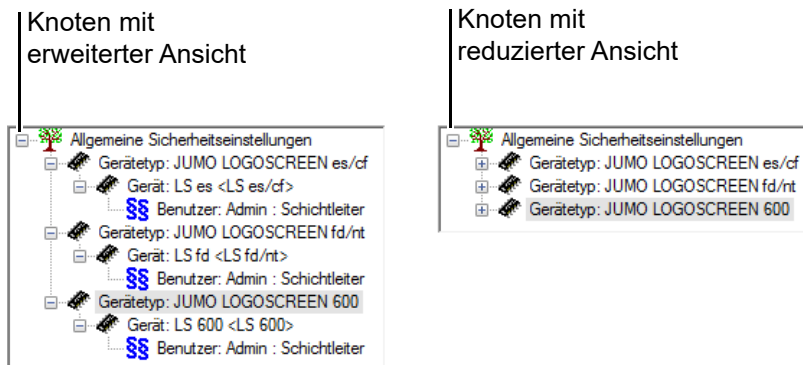 Knoten mit
erweiterter Ansicht
Allgemeine Sicherheitseinstellungen
Gerätetyp: JUMO LOGOSCREEN es/cf
Gerät: LS es <LS es/cf>
§§ Benutzer: Admin : Schichtleiter
Gerätetyp: JUMO LOGOSCREEN fd/nt
Gerät: LS fd <LS fd/nt>
§§ Benutzer: Admin : Schichtleiter
Gerätetyp: JUMO LOGOSCREEN 600
Gerät: LS 600 <LS 600>
§§ Benutzer: Admin : Schichtleiter
Knoten mit
reduzierter Ansicht
Allgemeine Sicherheitseinstellungen
Gerätetyp: JUMO LOGOSCREEN es/cf
Gerätetyp: JUMO LOGOSCREEN fd/nt
Gerätetyp: JUMO LOGOSCREEN 600